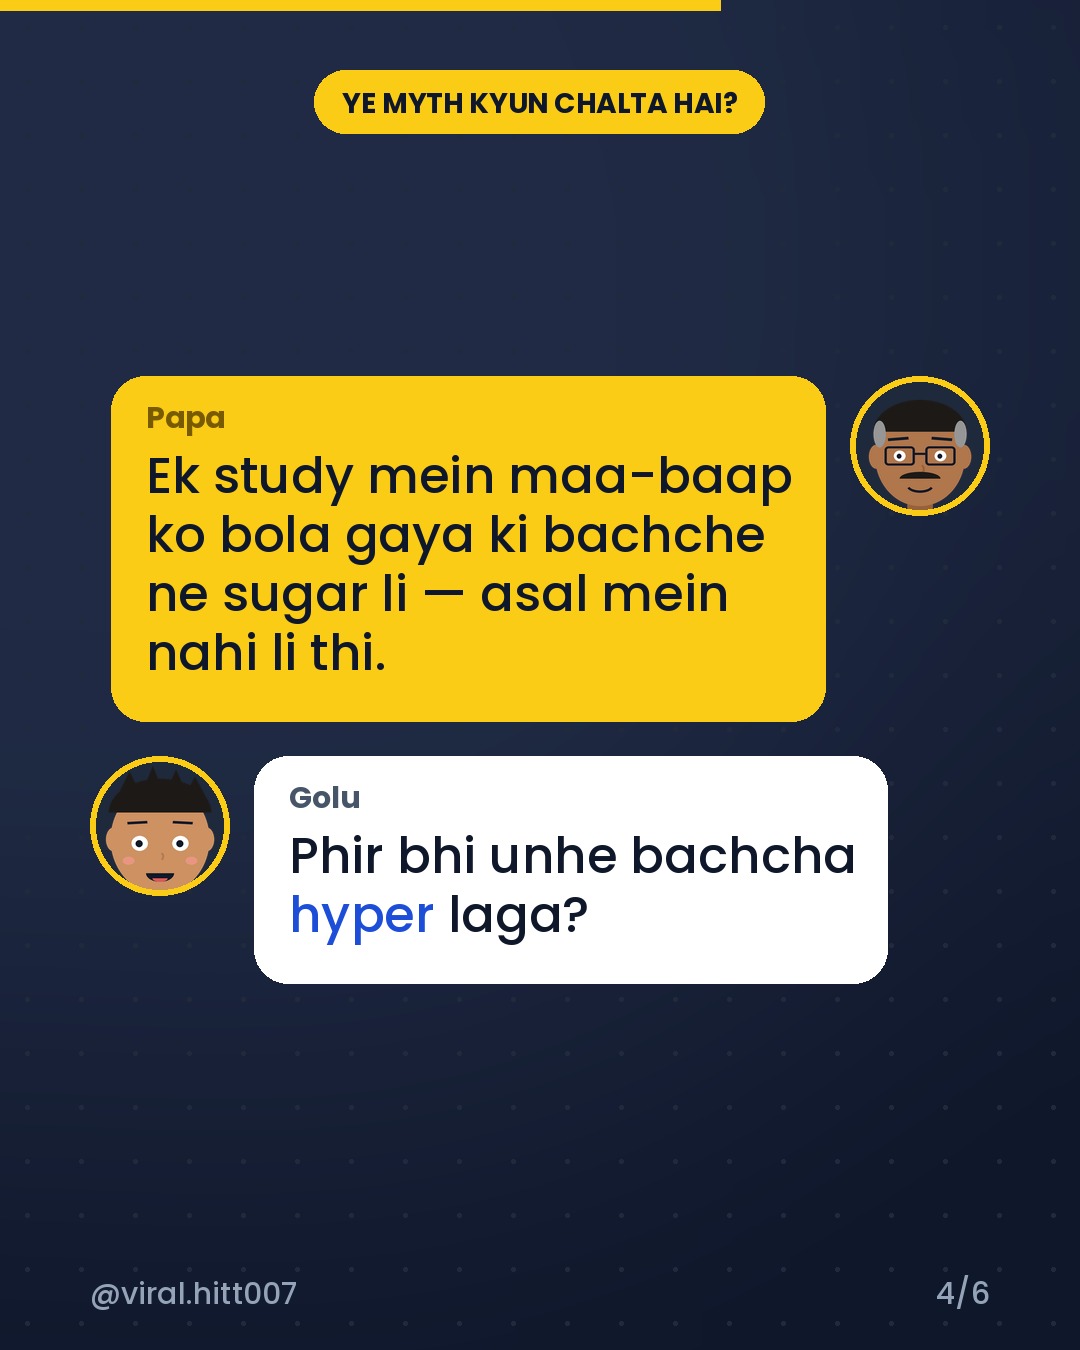 YE MYTH KYUN CHALTA HAI?
Papa
Ek study mein maa-baap
ko bola gaya ki bachche
ne sugar li — asal mein
nahi li thi.
Golu
Phir bhi unhe bachcha
hyper laga?
@viral.hitt007
4/6